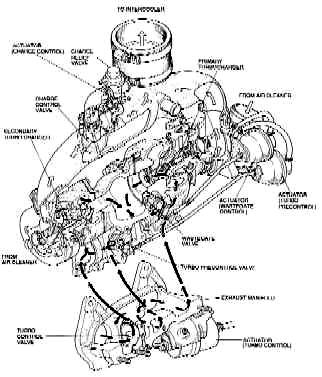 TO INTERCOOLER
ACTUATOR
(CHARGE CONTROL)
CHARGE
RELIEF
VALVE
PRIMARY
TURBOCHARGER
FROM AIR CLEANER
CHARGE
CONTROL
VALVE
SECONDARY
TURBOCHARGER
ACTUATOR
(WASTEGATE
CONTROL)
ACTUATOR
(TURBO
PRECONTROL)
WASTEGATE
VALVE
FROM
AIR CLEANER
TURBO PRECONTROL VALVE
EXHAUST MANIFOLD
TURBO
CONTROL
VALVE
ACTUATOR
(TURBO CONTROL)